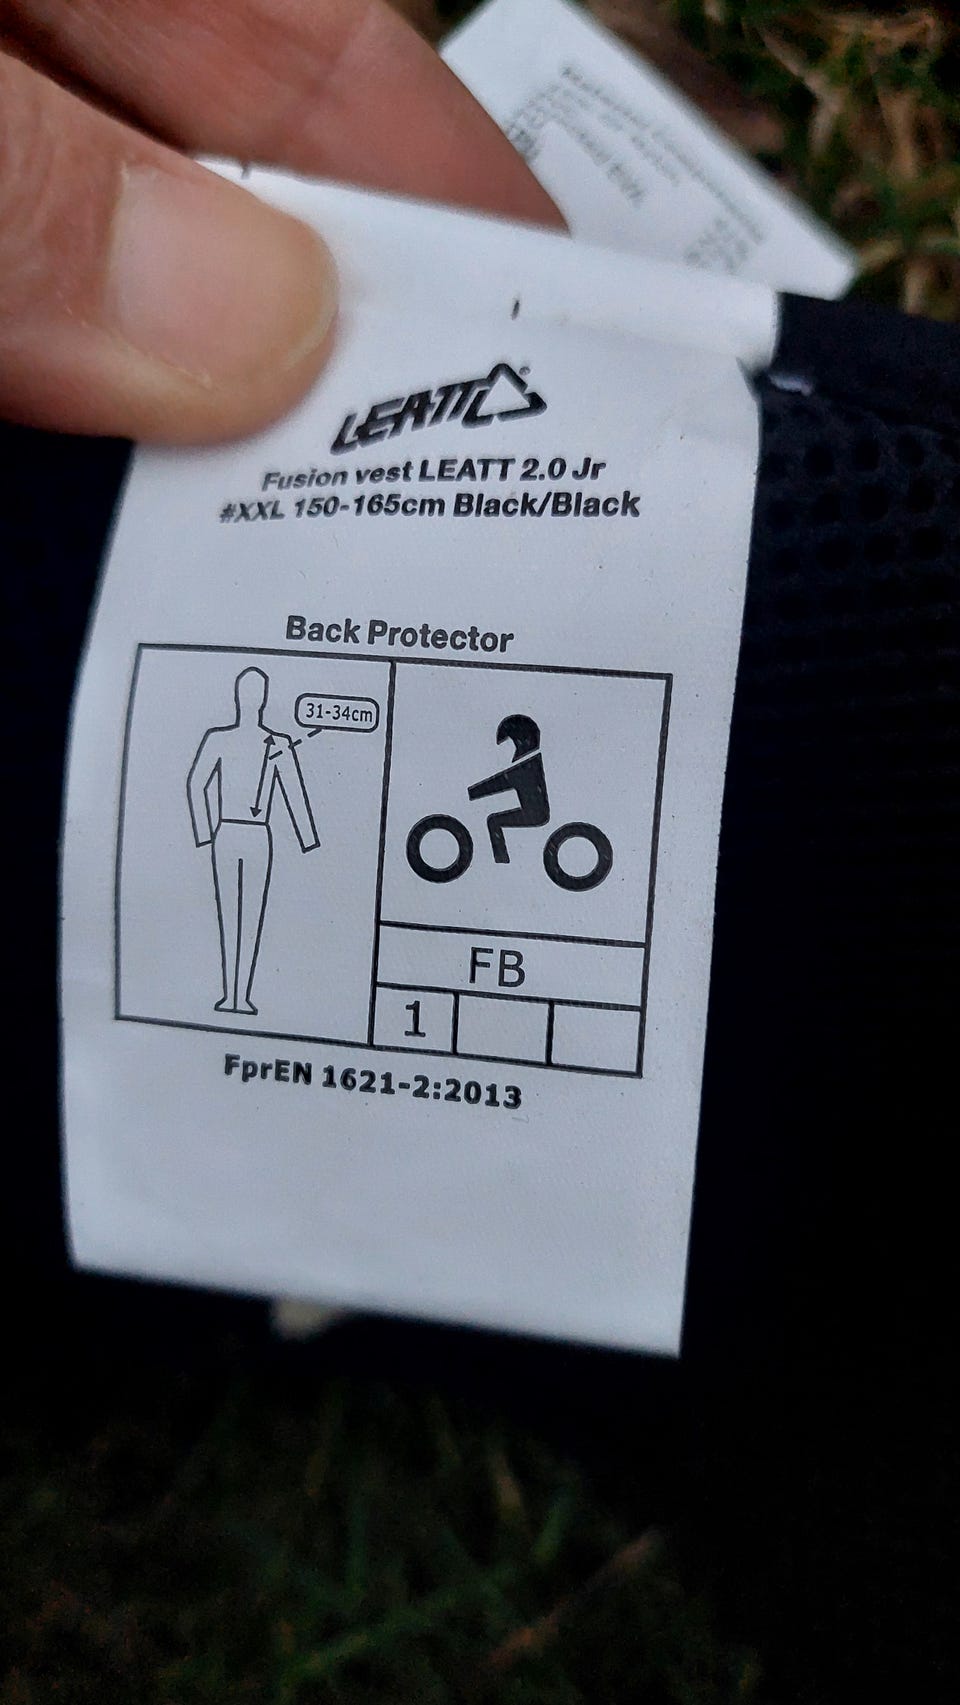 LEATT
Fusion vest LEATT 2.0 Jr
#XXL 150-165cm Black/Black
Back Protector
31-34cm
FB
1
FprEN 1621-2:2013